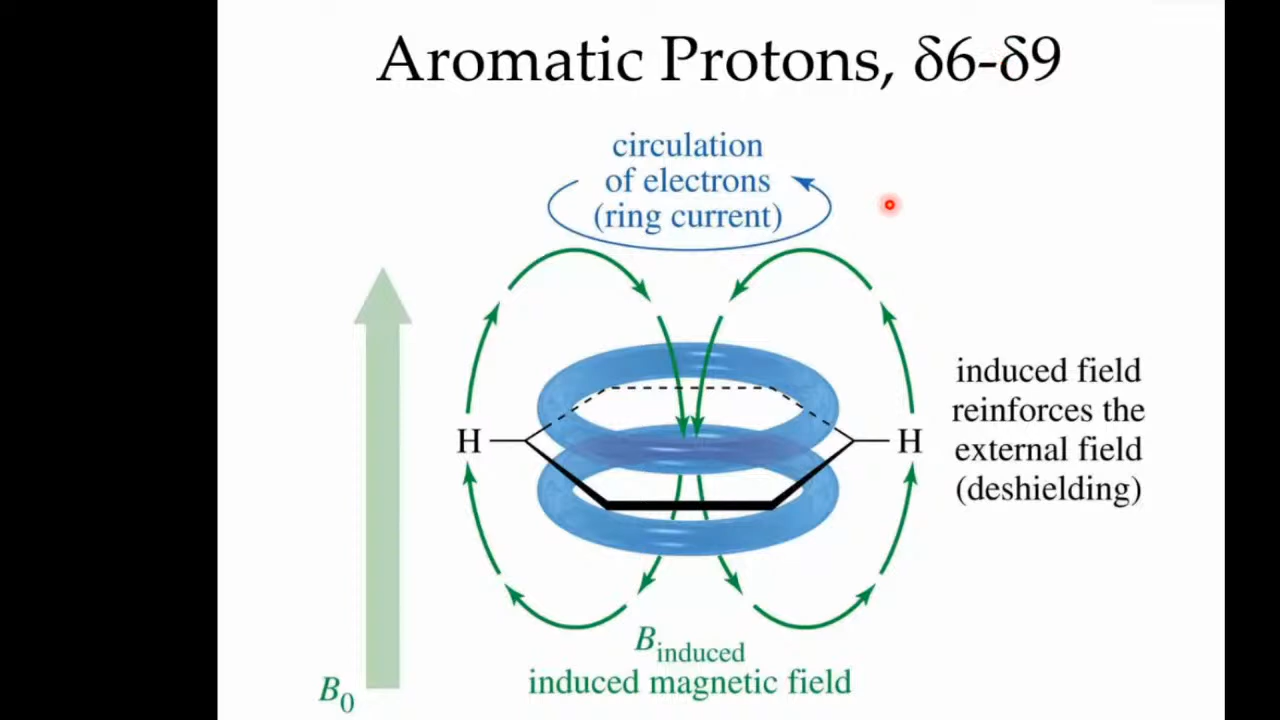 Aromatic Protons, δ6-δ9
circulation
of electrons
(ring current)
induced field
reinforces the
external field
(deshielding)
H
H
B induced
induced magnetic field
B0